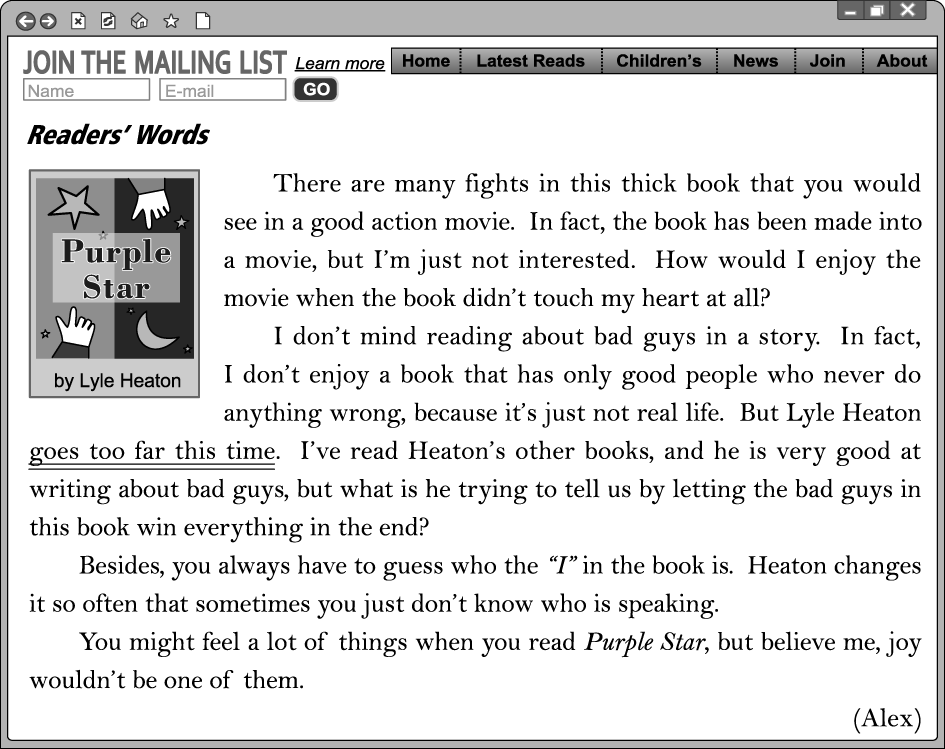 JOIN THE MAILING LIST Learn more
Home Latest Reads Children's News Join About
Name E-mail GO
Readers' Words
Purple
Star
by Lyle Heaton
There are many fights in this thick book that you would
see in a good action movie. In fact, the book has been made into
a movie, but I'm just not interested. How would I enjoy the
movie when the book didn't touch my heart at all?
I don't mind reading about bad guys in a story. In fact,
I don't enjoy a book that has only good people who never do
anything wrong, because it's just not real life. But Lyle Heaton
goes too far this time. I've read Heaton's other books, and he is very good at
writing about bad guys, but what is he trying to tell us by letting the bad guys in
this book win everything in the end?
Besides, you always have to guess who the “I” in the book is. Heaton changes
it so often that sometimes you just don't know who is speaking.
You might feel a lot of things when you read Purple Star, but believe me, joy
wouldn't be one of them.
(Alex)